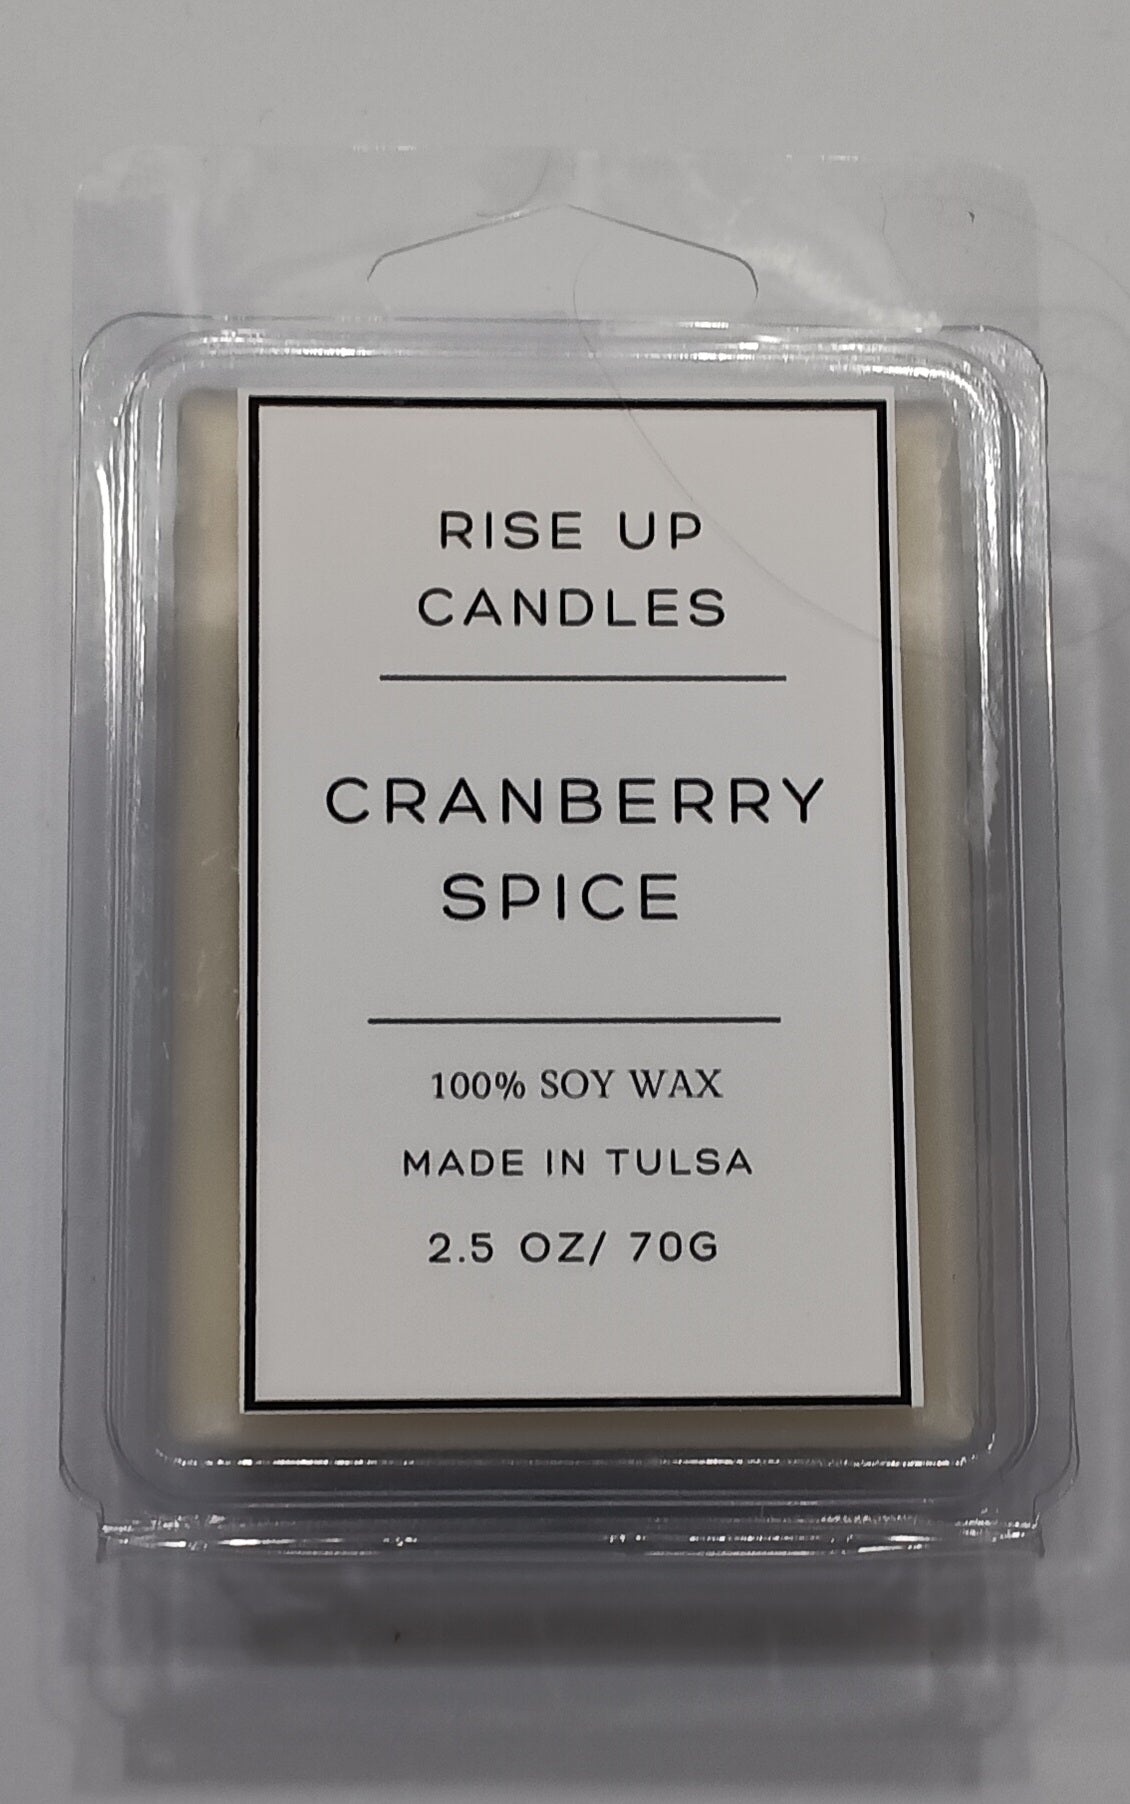 RISE UP
CANDLES
CRANBERRY
SPICE
100% SOY WAX
MADE IN TULSA
2.5 OZ/ 70G